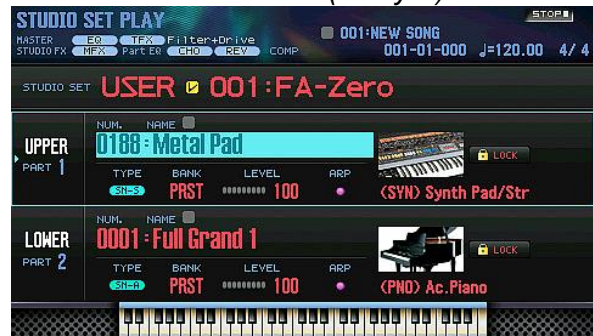 STUDIO SET PLAY
STOP
MASTER EQ TFX Filter+Drive
STUDIO FX MFX Part EQ CHO REV COMP
001:NEW SONG
001-01-000 ♩=120.00 4/ 4
STUDIO SET USER 001:FA-Zero
UPPER
PART 1
NUM. NAME
0188:Metal Pad
LOCK
TYPE BANK LEVEL ARP
SN-S PRST 100 (SYN) Synth Pad/Str
LOWER
PART 2
NUM. NAME
0001:Full Grand 1
LOCK
TYPE BANK LEVEL ARP
SN-A PRST 100 (PNO) Ac.Piano